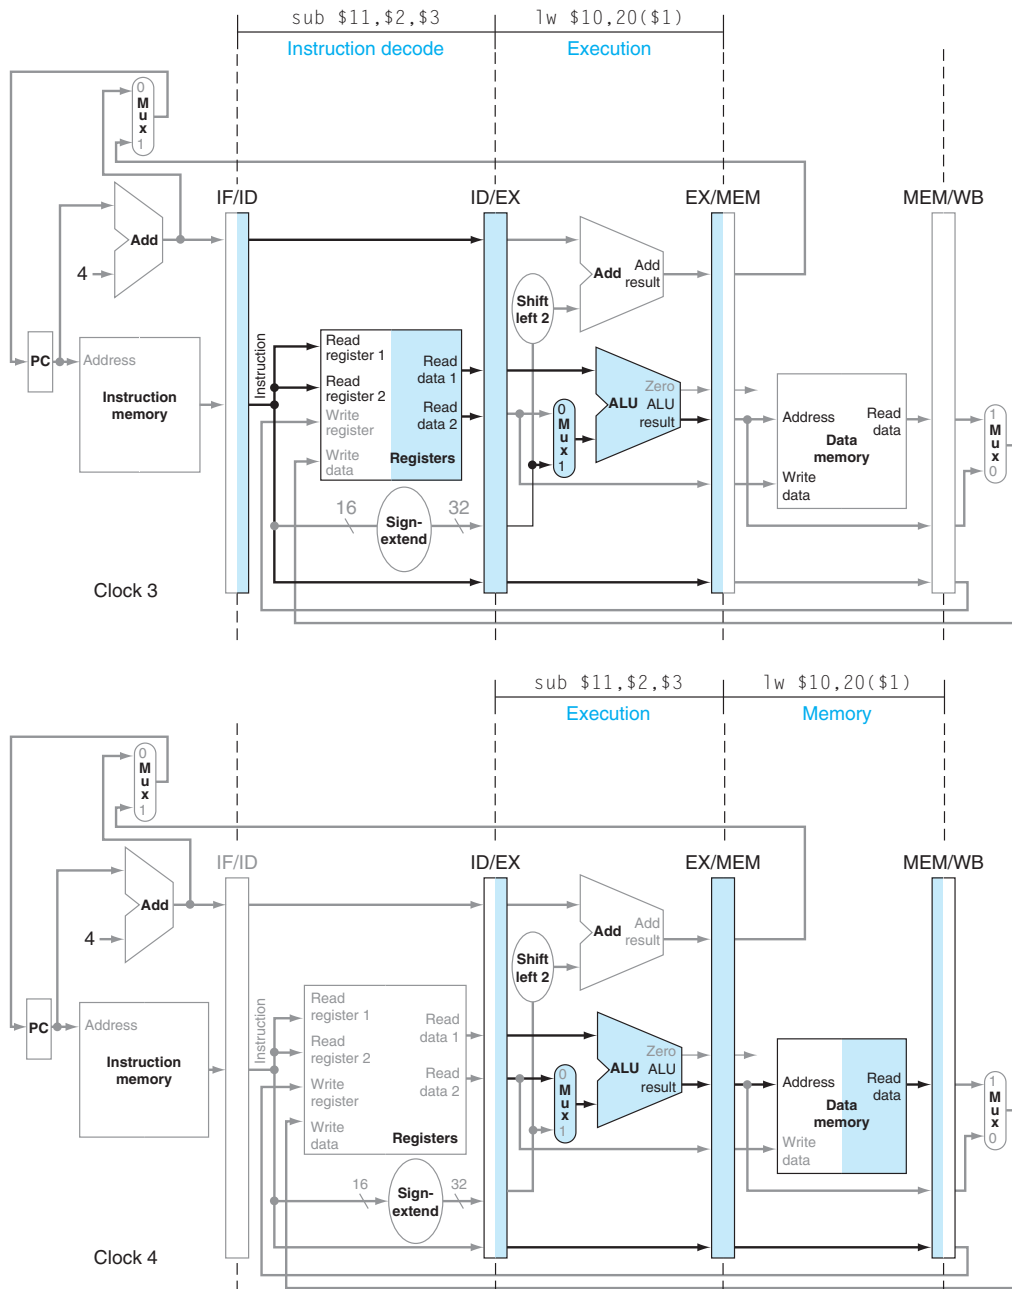 sub $11,$2,$3
lw $10,20($1)
Instruction decode
Execution
0
M
u
x
1
IF/ID
ID/EX
EX/MEM
MEM/WB
Add
4
Add
Add
result
Shift
left 2
PC
Address
Instruction
memory
Instruction
Read
register 1
Read
register 2
Write
register
Write
data
Registers
Read
data 1
Read
data 2
0
M
u
x
1
Zero
ALU
ALU
result
Address
Write
data
Data
memory
Read
data
1
M
u
x
0
16
Sign-
extend
32
Clock 3
sub $11,$2,$3
lw $10,20($1)
Execution
Memory
0
M
u
x
1
IF/ID
ID/EX
EX/MEM
MEM/WB
Add
4
Add
Add
result
Shift
left 2
PC
Address
Instruction
memory
Instruction
Read
register 1
Read
register 2
Write
register
Write
data
Registers
Read
data 1
Read
data 2
0
M
u
x
1
Zero
ALU
ALU
result
Address
Write
data
Data
memory
Read
data
1
M
u
x
0
16
Sign-
extend
32
Clock 4